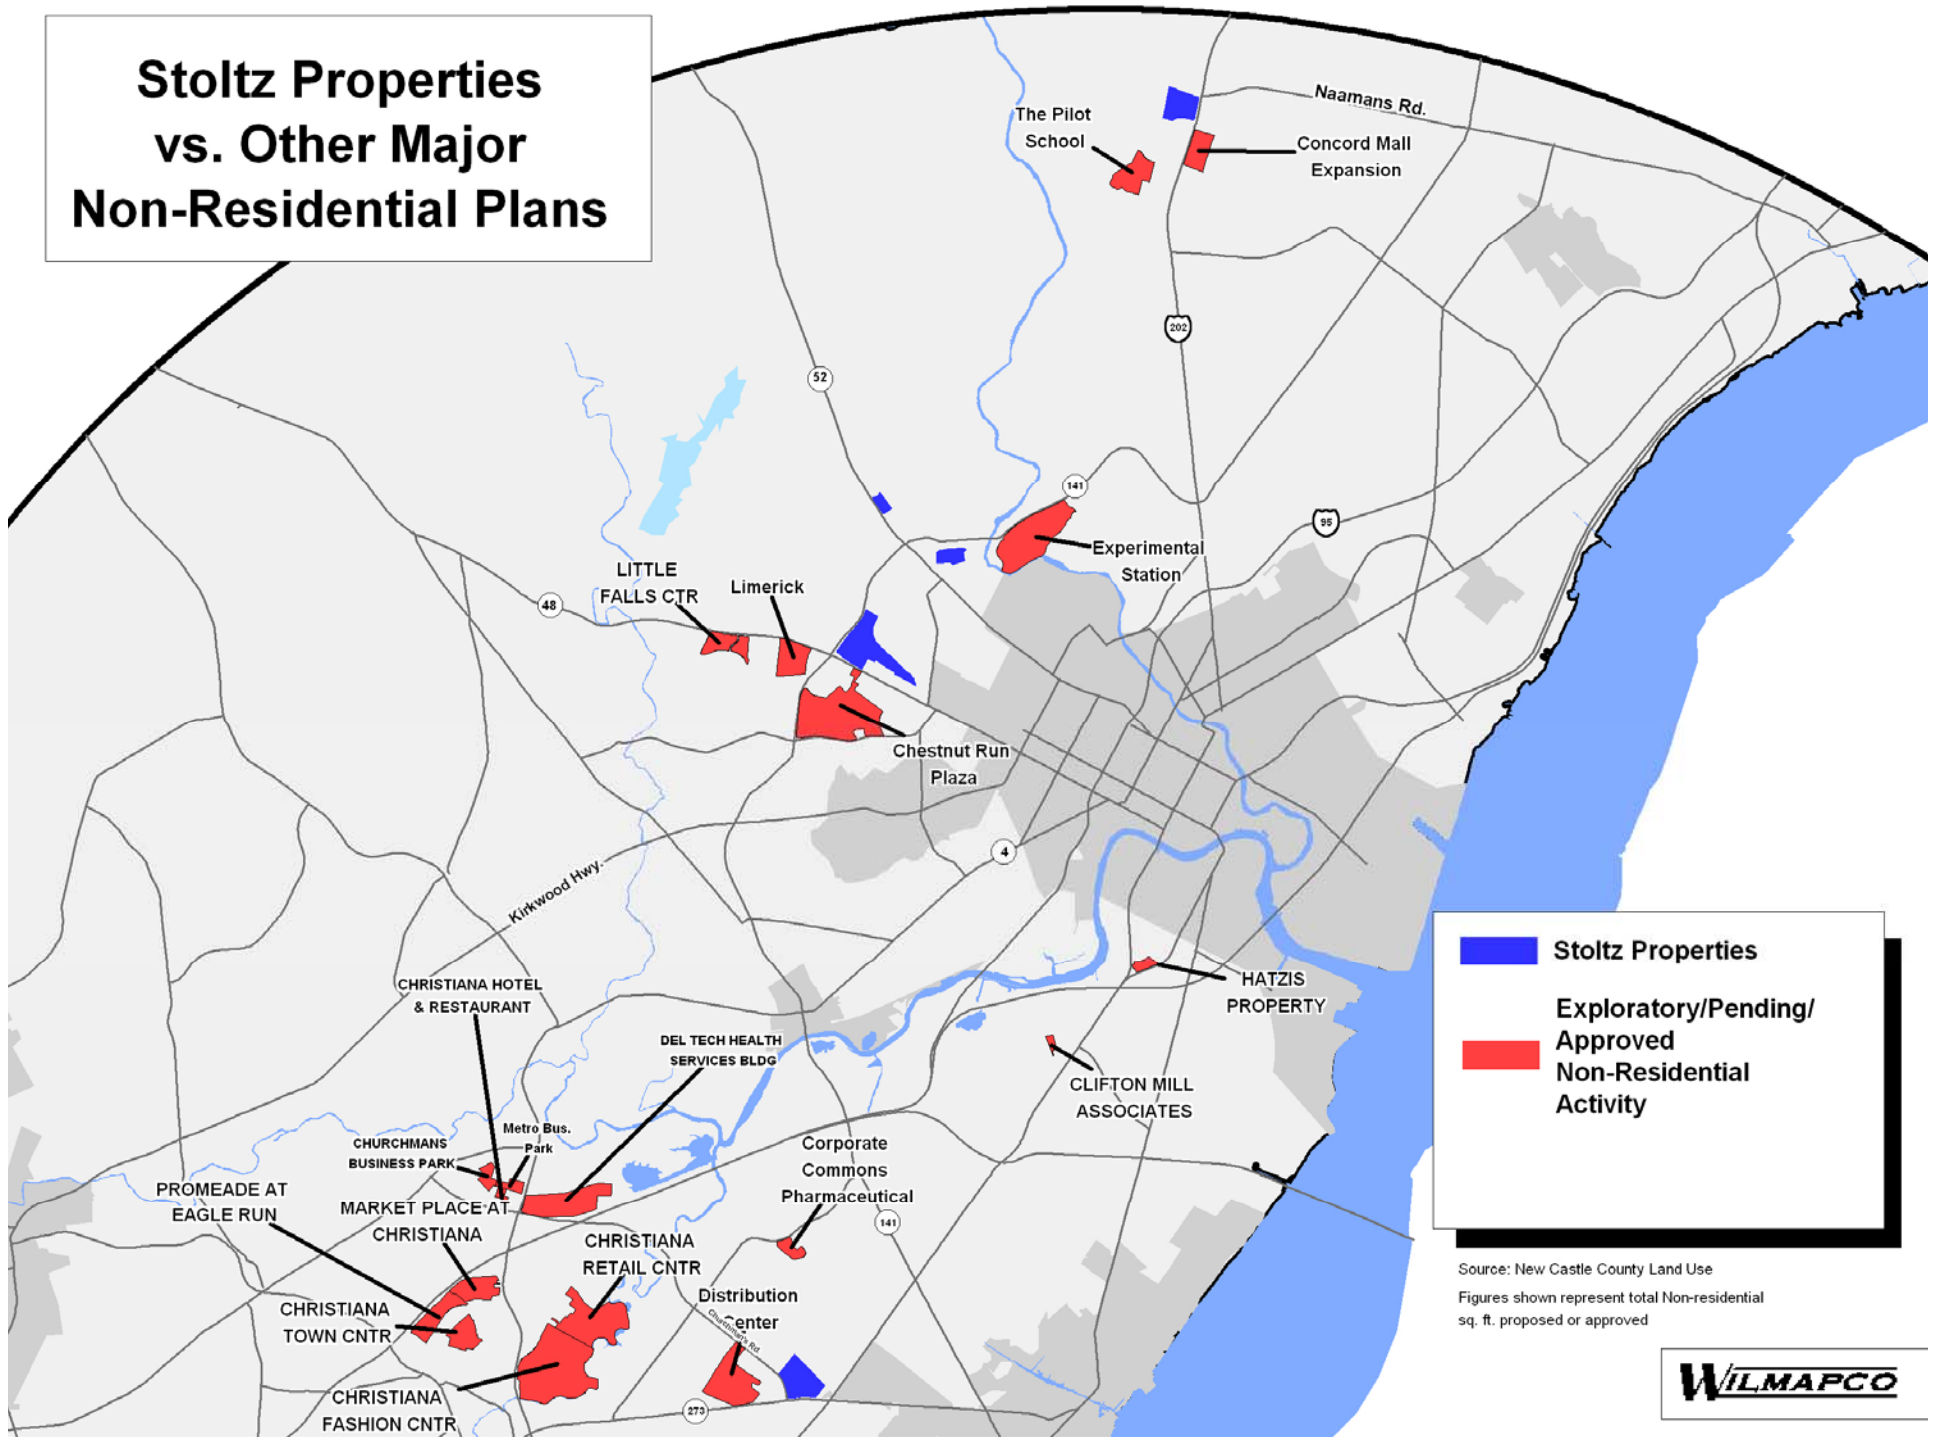 Stoltz Properties
vs. Other Major
Non-Residential Plans
Naamans Rd.
The Pilot
School
Concord Mall
Expansion
202
52
141
95
Experimental
Station
LITTLE
FALLS CTR
Limerick
48
Chestnut Run
Plaza
4
Kirkwood Hwy.
CHRISTIANA HOTEL
& RESTAURANT
HATZIS
PROPERTY
DEL TECH HEALTH
SERVICES BLDG
CLIFTON MILL
ASSOCIATES
Metro Bus.
Park
CHURCHMANS
BUSINESS PARK
Corporate
Commons
Pharmaceutical
PROMEADE AT
EAGLE RUN
MARKET PLACE AT
CHRISTIANA
141
CHRISTIANA
RETAIL CNTR
Distribution
Center
Churchman's Rd.
CHRISTIANA
TOWN CNTR
CHRISTIANA
FASHION CNTR
273
Stoltz Properties
Exploratory/Pending/
Approved
Non-Residential
Activity
Source: New Castle County Land Use
Figures shown represent total Non-residential
sq. ft. proposed or approved
WILMAPCO